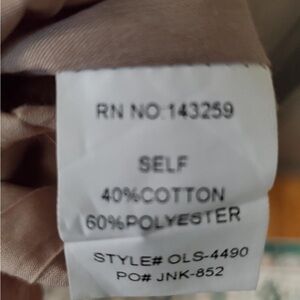 RN NO:143259
SELF
40%COTTON
60%POLYESTER
STYLE# OLS-4490
PO# JNK-852